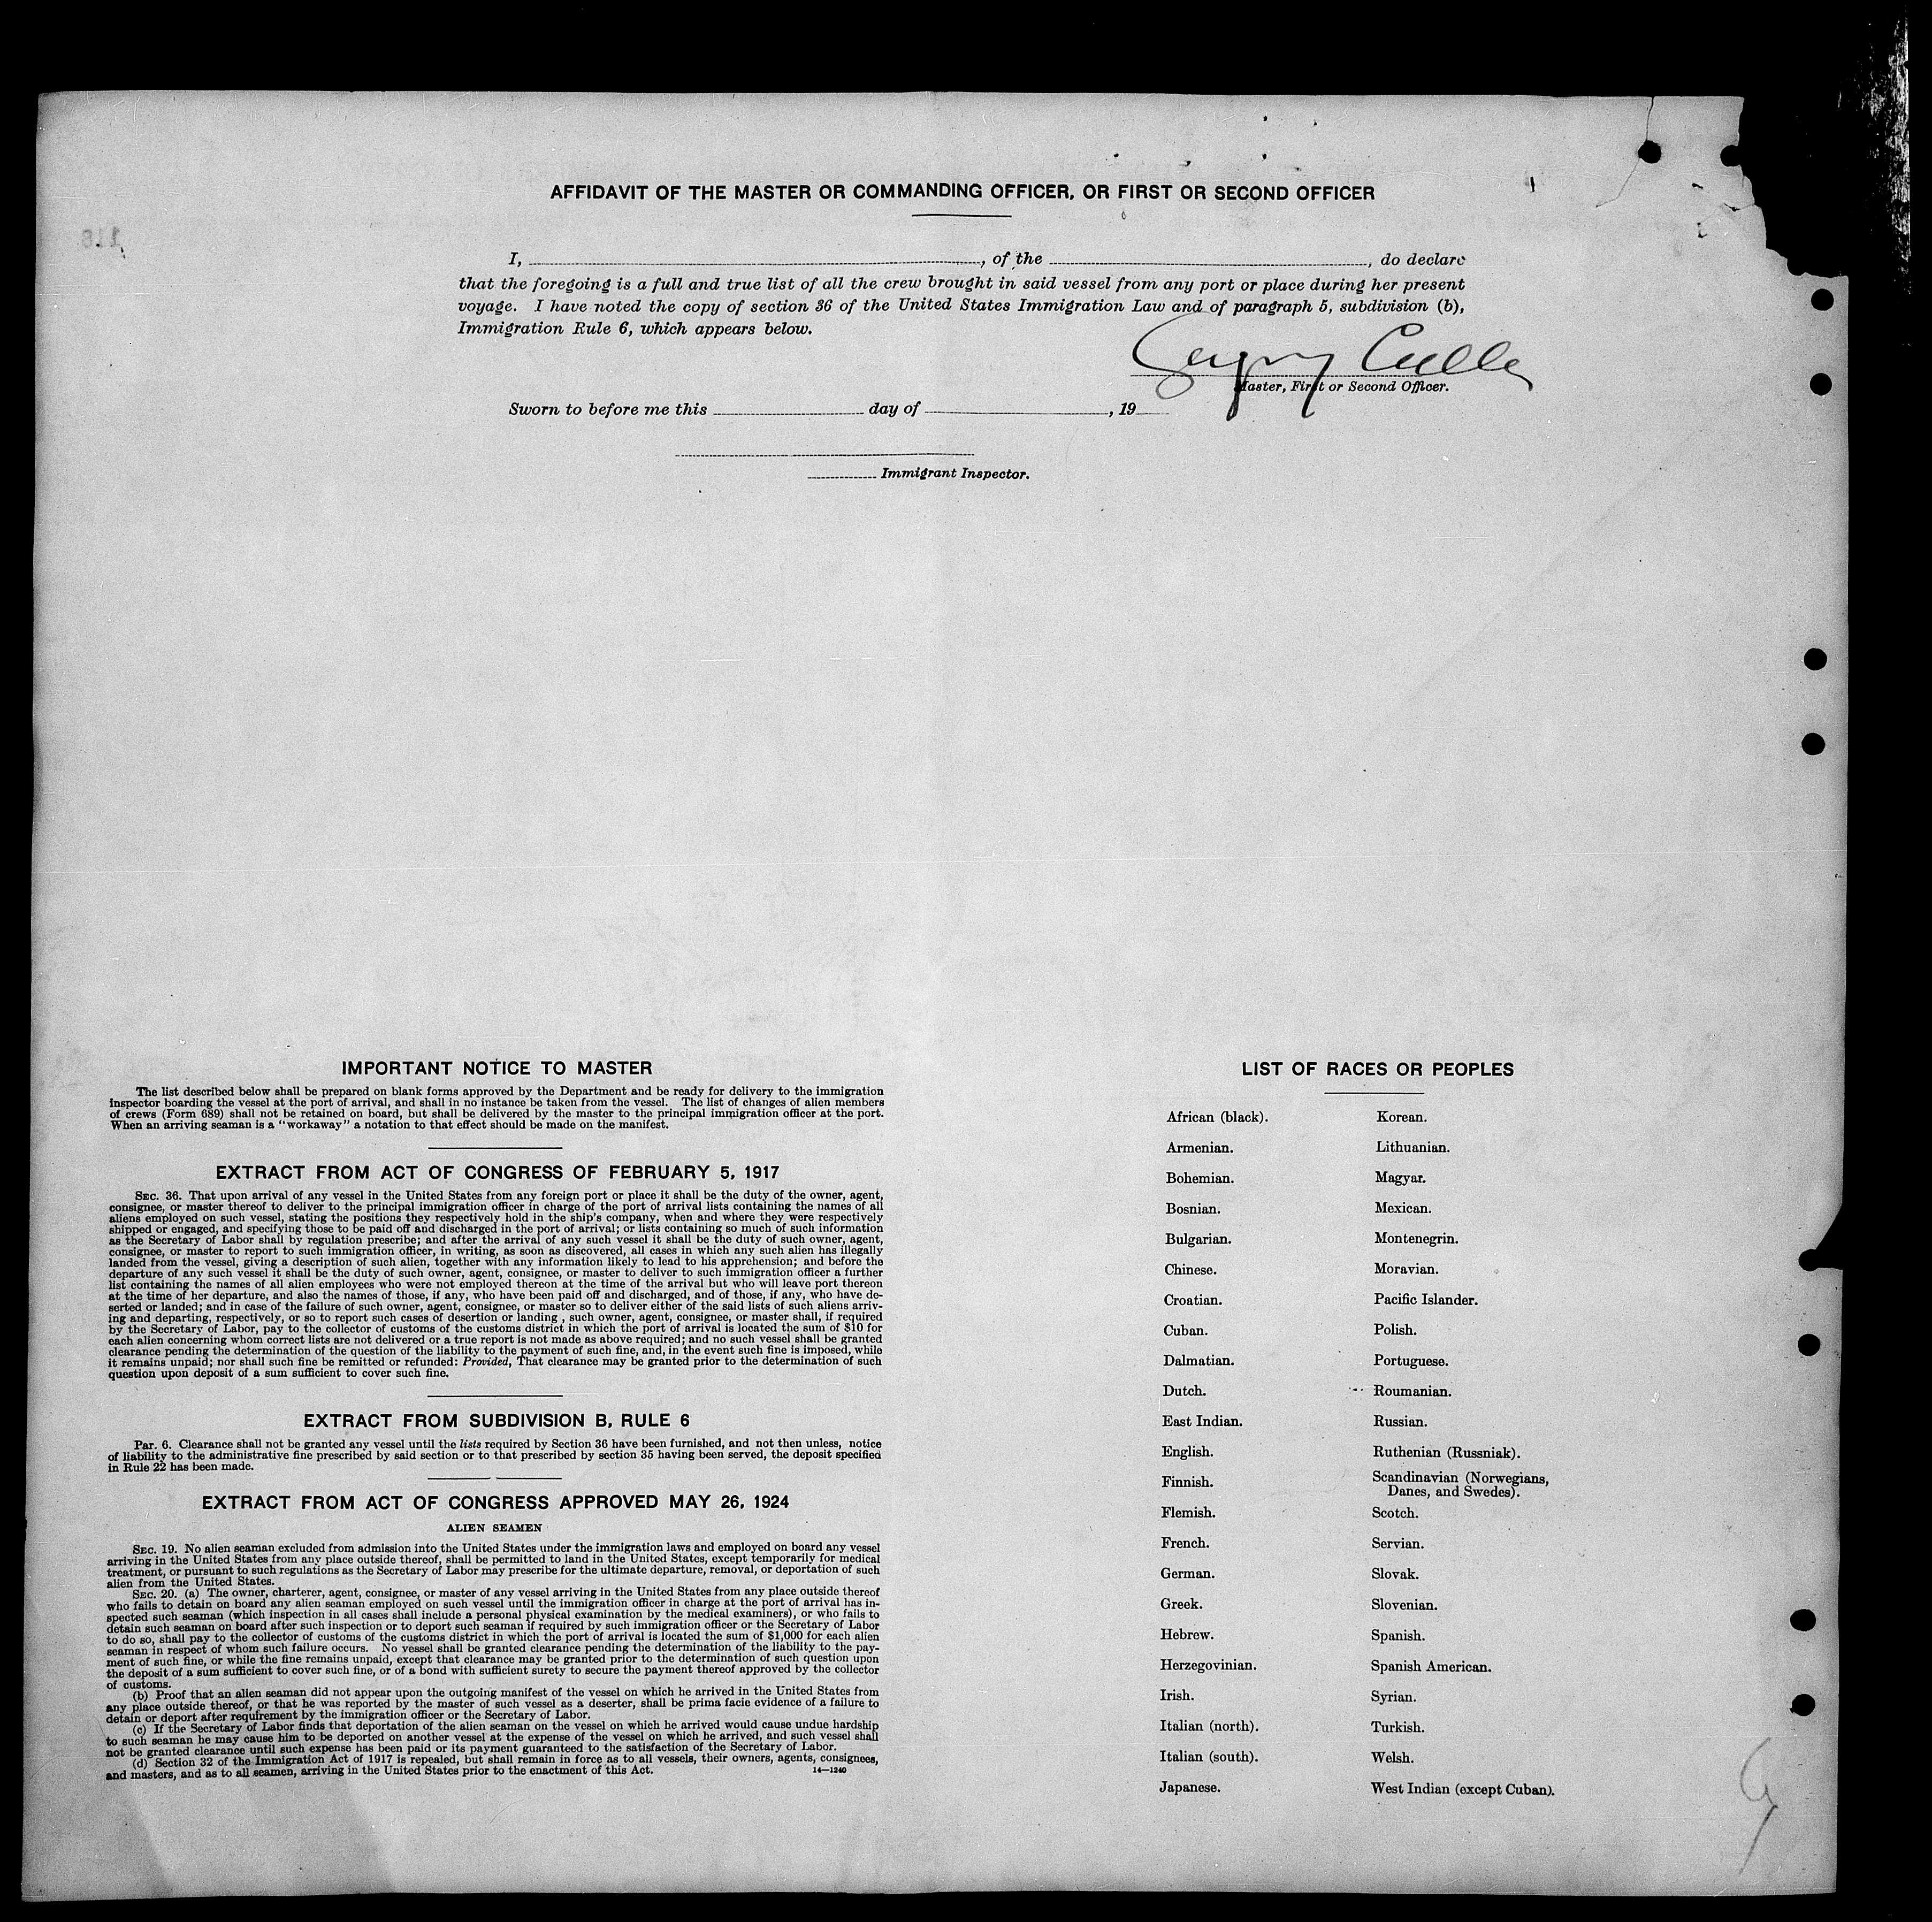 AFFIDAVIT OF THE MASTER OR COMMANDING OFFICER, OR FIRST OR SECOND OFFICER
I, , of the , do declare
that the foregoing is a full and true list of all the crew brought in said vessel from any port or place during her present
voyage. I have noted the copy of section 36 of the United States Immigration Law and of paragraph 5, subdivision (b),
Immigration Rule 6, which appears below.
Master, First or Second Officer.
Sworn to before me this day of , 19
Immigrant Inspector.
IMPORTANT NOTICE TO MASTER
The list described below shall be prepared on blank forms approved by the Department and be ready for delivery to the immigration
inspector boarding the vessel at the port of arrival, and shall in no instance be taken from the vessel. The list of changes of alien members
of crews (Form 689) shall not be retained on board, but shall be delivered by the master to the principal immigration officer at the port.
When an arriving seaman is a "workaway" a notation to that effect should be made on the manifest.
EXTRACT FROM ACT OF CONGRESS OF FEBRUARY 5, 1917
SEC. 36. That upon arrival of any vessel in the United States from any foreign port or place it shall be the duty of the owner, agent,
consignee, or master thereof to deliver to the principal immigration officer in charge of the port of arrival lists containing the names of all
aliens employed on such vessel, stating the positions they respectively hold in the ship's company, when and where they were respectively
shipped or engaged, and specifying those to be paid off and discharged in the port of arrival; or lists containing so much of such information
as the Secretary of Labor shall by regulation prescribe; and after the arrival of any such vessel it shall be the duty of such owner, agent,
consignee, or master to report to such immigration officer, in writing, as soon as discovered, all cases in which any such alien has illegally
landed from the vessel, giving a description of such alien, together with any information likely to lead to his apprehension; and before the
departure of any such vessel it shall be the duty of such owner, agent, consignee, or master to deliver to such immigration officer a further
list containing the names of all alien employees who were not employed thereon at the time of the arrival but who will leave port thereon
at the time of her departure, and also the names of those, if any, who have been paid off and discharged, and of those, if any, who have de-
serted or landed; and in case of the failure of such owner, agent, consignee, or master so to deliver either of the said lists of such aliens arriv-
ing and departing, respectively, or so to report such cases of desertion or landing , such owner, agent, consignee, or master shall, if required
by the Secretary of Labor, pay to the collector of customs of the customs district in which the port of arrival is located the sum of $10 for
each alien concerning whom correct lists are not delivered or a true report is not made as above required; and no such vessel shall be granted
clearance pending the determination of the question of the liability to the payment of such fine, and, in the event such fine is imposed, while
it remains unpaid; nor shall such fine be remitted or refunded: Provided, That clearance may be granted prior to the determination of such
question upon deposit of a sum sufficient to cover such fine.
EXTRACT FROM SUBDIVISION B, RULE 6
Par. 6. Clearance shall not be granted any vessel until the lists required by Section 36 have been furnished, and not then unless, notice
of liability to the administrative fine prescribed by said section or to that prescribed by section 35 having been served, the deposit specified
in Rule 22 has been made.
EXTRACT FROM ACT OF CONGRESS APPROVED MAY 26, 1924
ALIEN SEAMEN
SEC. 19. No alien seaman excluded from admission into the United States under the immigration laws and employed on board any vessel
arriving in the United States from any place outside thereof, shall be permitted to land in the United States, except temporarily for medical
treatment, or pursuant to such regulations as the Secretary of Labor may prescribe for the ultimate departure, removal, or deportation of such
alien from the United States.
SEC. 20. (a) The owner, charterer, agent, consignee, or master of any vessel arriving in the United States from any place outside thereof
who fails to detain on board any alien seaman employed on such vessel until the immigration officer in charge at the port of arrival has in-
spected such seaman (which inspection in all cases shall include a personal physical examination by the medical examiners), or who fails to
detain such seaman on board after such inspection or to deport such seaman if required by such immigration officer or the Secretary of Labor
to do so, shall pay to the collector of customs of the customs district in which the port of arrival is located the sum of $1,000 for each alien
seaman in respect of whom such failure occurs. No vessel shall be granted clearance pending the determination of the liability to the pay-
ment of such fine, or while the fine remains unpaid, except that clearance may be granted prior to the determination of such question upon
the deposit of a sum sufficient to cover such fine, or of a bond with sufficient surety to secure the payment thereof approved by the collector
of customs.
(b) Proof that an alien seaman did not appear upon the outgoing manifest of the vessel on which he arrived in the United States from
any place outside thereof, or that he was reported by the master of such vessel as a deserter, shall be prima facie evidence of a failure to
detain or deport after requirement by the immigration officer or the Secretary of Labor.
(c) If the Secretary of Labor finds that deportation of the alien seaman on the vessel on which he arrived would cause undue hardship
to such seaman he may cause him to be deported on another vessel at the expense of the vessel on which he arrived, and such vessel shall
not be granted clearance until such expense has been paid or its payment guaranteed to the satisfaction of the Secretary of Labor.
(d) Section 32 of the Immigration Act of 1917 is repealed, but shall remain in force as to all vessels, their owners, agents, consignees,
and masters, and as to all seamen, arriving in the United States prior to the enactment of this Act.
14—1240
LIST OF RACES OR PEOPLES
African (black).
Armenian.
Bohemian.
Bosnian.
Bulgarian.
Chinese.
Croatian.
Cuban.
Dalmatian.
Dutch.
East Indian.
English.
Finnish.
Flemish.
French.
German.
Greek.
Hebrew.
Herzegovinian.
Irish.
Italian (north).
Italian (south).
Japanese.
Korean.
Lithuanian.
Magyar.
Mexican.
Montenegrin.
Moravian.
Pacific Islander.
Polish.
Portuguese.
Roumanian.
Russian.
Ruthenian (Russniak).
Scandinavian (Norwegians,
Danes, and Swedes).
Scotch.
Servian.
Slovak.
Slovenian.
Spanish.
Spanish American.
Syrian.
Turkish.
Welsh.
West Indian (except Cuban).